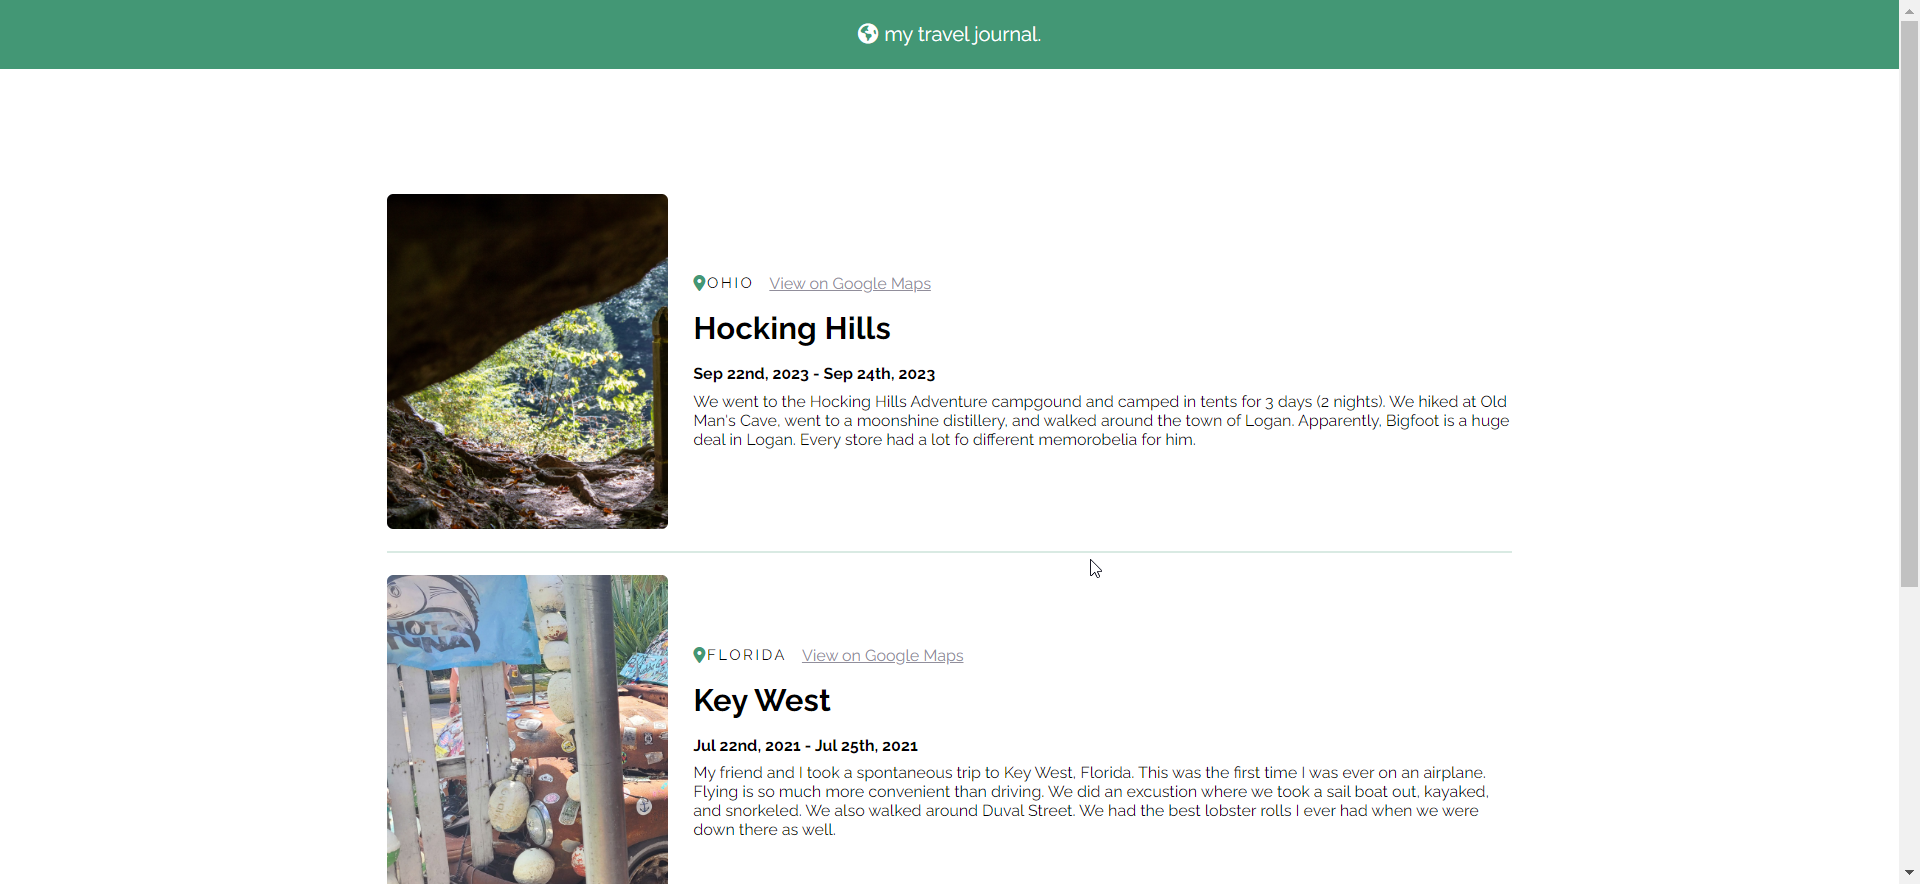 my travel journal.
OHIO View on Google Maps
Hocking Hills
Sep 22nd, 2023 - Sep 24th, 2023
We went to the Hocking Hills Adventure campgound and camped in tents for 3 days (2 nights). We hiked at Old
Man's Cave, went to a moonshine distillery, and walked around the town of Logan. Apparently, Bigfoot is a huge
deal in Logan. Every store had a lot fo different memorobelia for him.
HOT
TUNA
FLORIDA View on Google Maps
Key West
Jul 22nd, 2021 - Jul 25th, 2021
My friend and I took a spontaneous trip to Key West, Florida. This was the first time I was ever on an airplane.
Flying is so much more convenient than driving. We did an excustion where we took a sail boat out, kayaked,
and snorkeled. We also walked around Duval Street. We had the best lobster rolls I ever had when we were
down there as well.